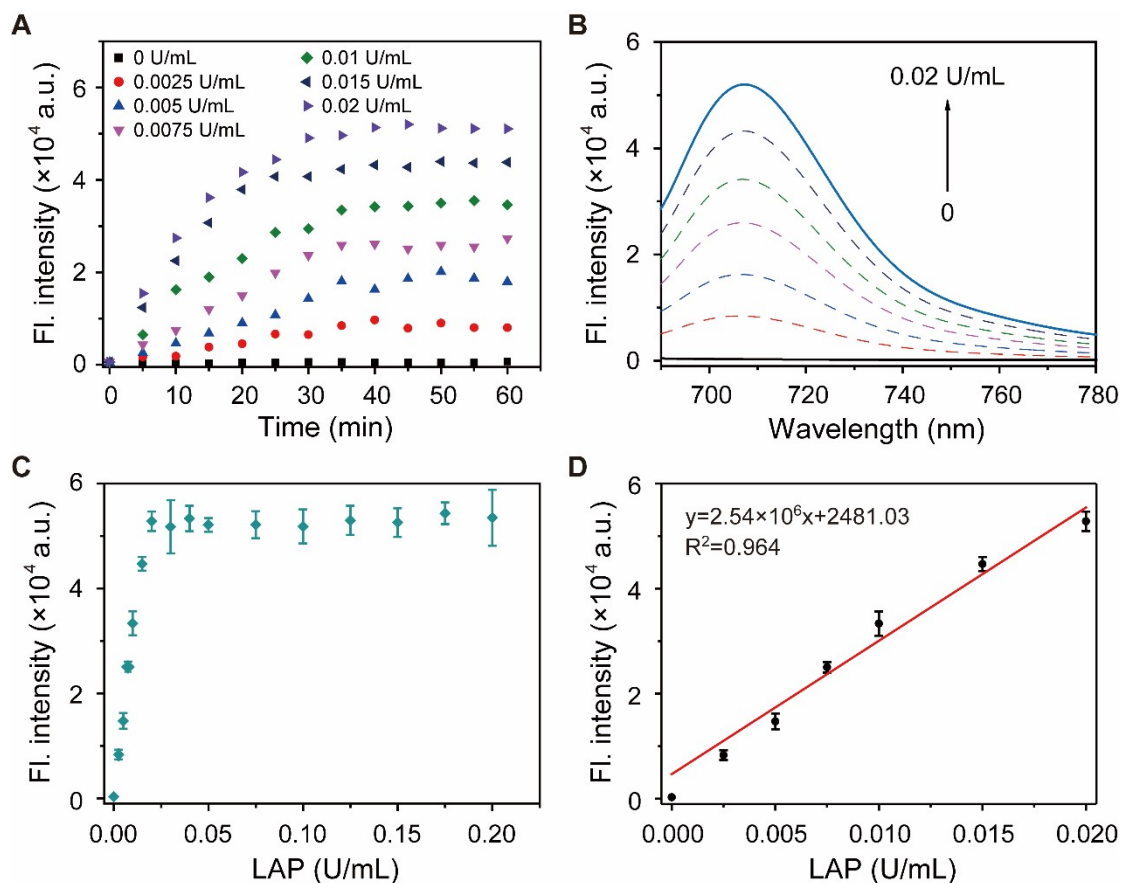 A
Fl. intensity (×10⁴ a.u.)
6
4
2
0
0 U/mL
0.0025 U/mL
0.005 U/mL
0.0075 U/mL
0.01 U/mL
0.015 U/mL
0.02 U/mL
0 10 20 30 40 50 60
Time (min)
B
Fl. intensity (×10⁴ a.u.)
6
4
2
0
0.02 U/mL
0
700 720 740 760 780
Wavelength (nm)
C
Fl. intensity (×10⁴ a.u.)
6
4
2
0
0.00 0.05 0.10 0.15 0.20
LAP (U/mL)
D
Fl. intensity (×10⁴ a.u.)
6
4
2
0
y=2.54×10⁶x+2481.03
R²=0.964
0.000 0.005 0.010 0.015 0.020
LAP (U/mL)